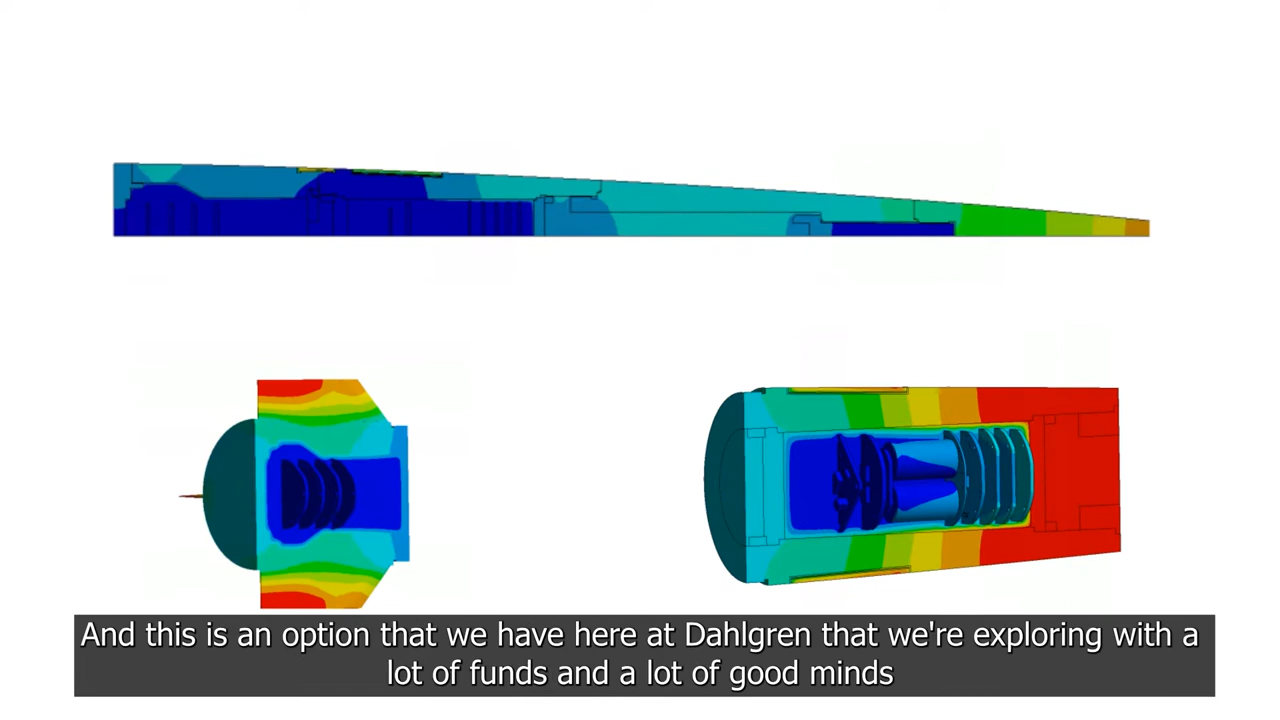 And this is an option that we have here at Dahlgren that we're exploring with a
lot of funds and a lot of good minds